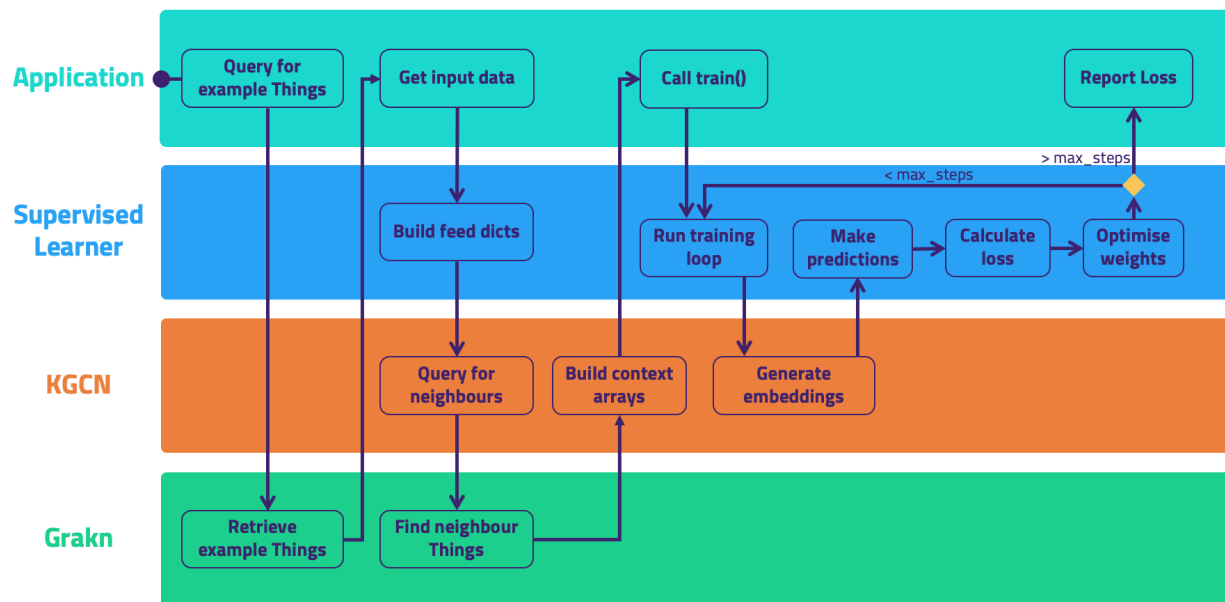 Application
Query for
example Things
Get input data
Call train()
Report Loss
> max_steps
< max_steps
Supervised
Learner
Build feed dicts
Run training
loop
Make
predictions
Calculate
loss
Optimise
weights
KGCN
Query for
neighbours
Build context
arrays
Generate
embeddings
Grakn
Retrieve
example Things
Find neighbour
Things